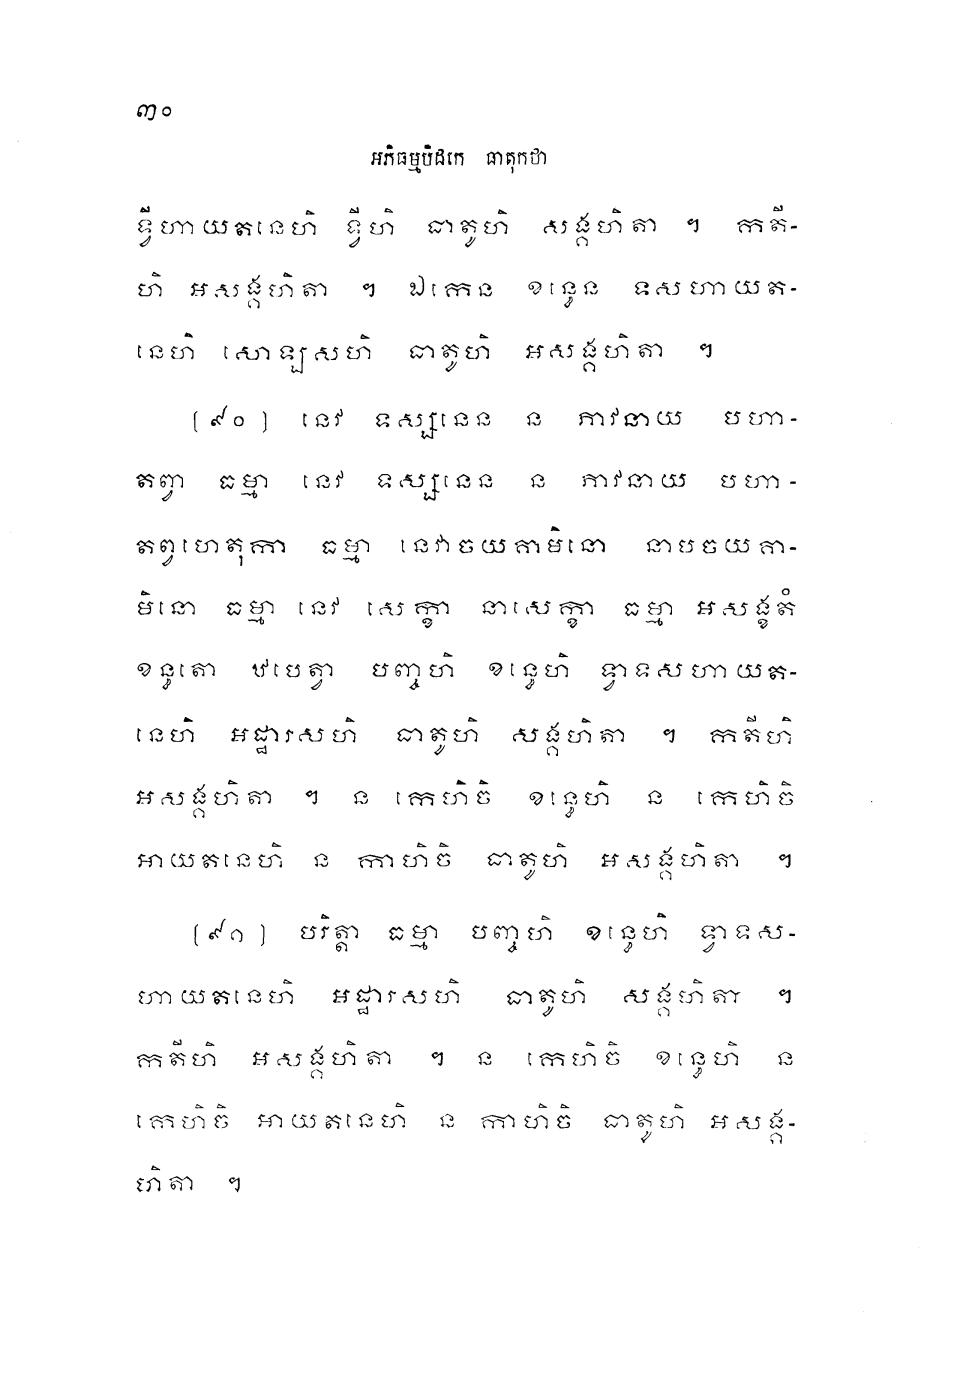 ៣០
អភិធម្មបិដកេ ធាតុកថា
ទ្វីហាយតនេហិ ទ្វីហិ ធាតូហិ សង្គហិតា ។ កតី-
ហិ អសង្គហិតា ។ ឯកេន ខន្ធេន ទសហាយត-
នេហិ សោឡសហិ ធាតូហិ អសង្គហិតា ។
(៩០) នេវ ទស្សនេន ន ភាវនាយ បហា-
តព្វា ធម្មា នេវ ទស្សនេន ន ភាវនាយ បហា-
តព្វហេតុកា ធម្មា នេវាចយគាមិនោ នាបចយគា-
មិនោ ធម្មា នេវ សេក្ខា នាសេក្ខា ធម្មា អសង្ខតំ
ខន្ធតោ ឋបេត្វា បញ្ចហិ ខន្ធេហិ ទ្វាទសហាយត-
នេហិ អដ្ឋារសហិ ធាតូហិ សង្គហិតា ។ កតីហិ
អសង្គហិតា ។ ន កេហិចិ ខន្ធេហិ ន កេហិចិ
អាយតនេហិ ន កាហិចិ ធាតូហិ អសង្គហិតា ។
(៩១) បរិត្តា ធម្មា បញ្ចហិ ខន្ធេហិ ទ្វាទស-
ហាយតនេហិ អដ្ឋារសហិ ធាតូហិ សង្គហិតា ។
កតីហិ អសង្គហិតា ។ ន កេហិចិ ខន្ធេហិ ន
កេហិចិ អាយតនេហិ ន កាហិចិ ធាតូហិ អសង្គ-
ហិតា ។